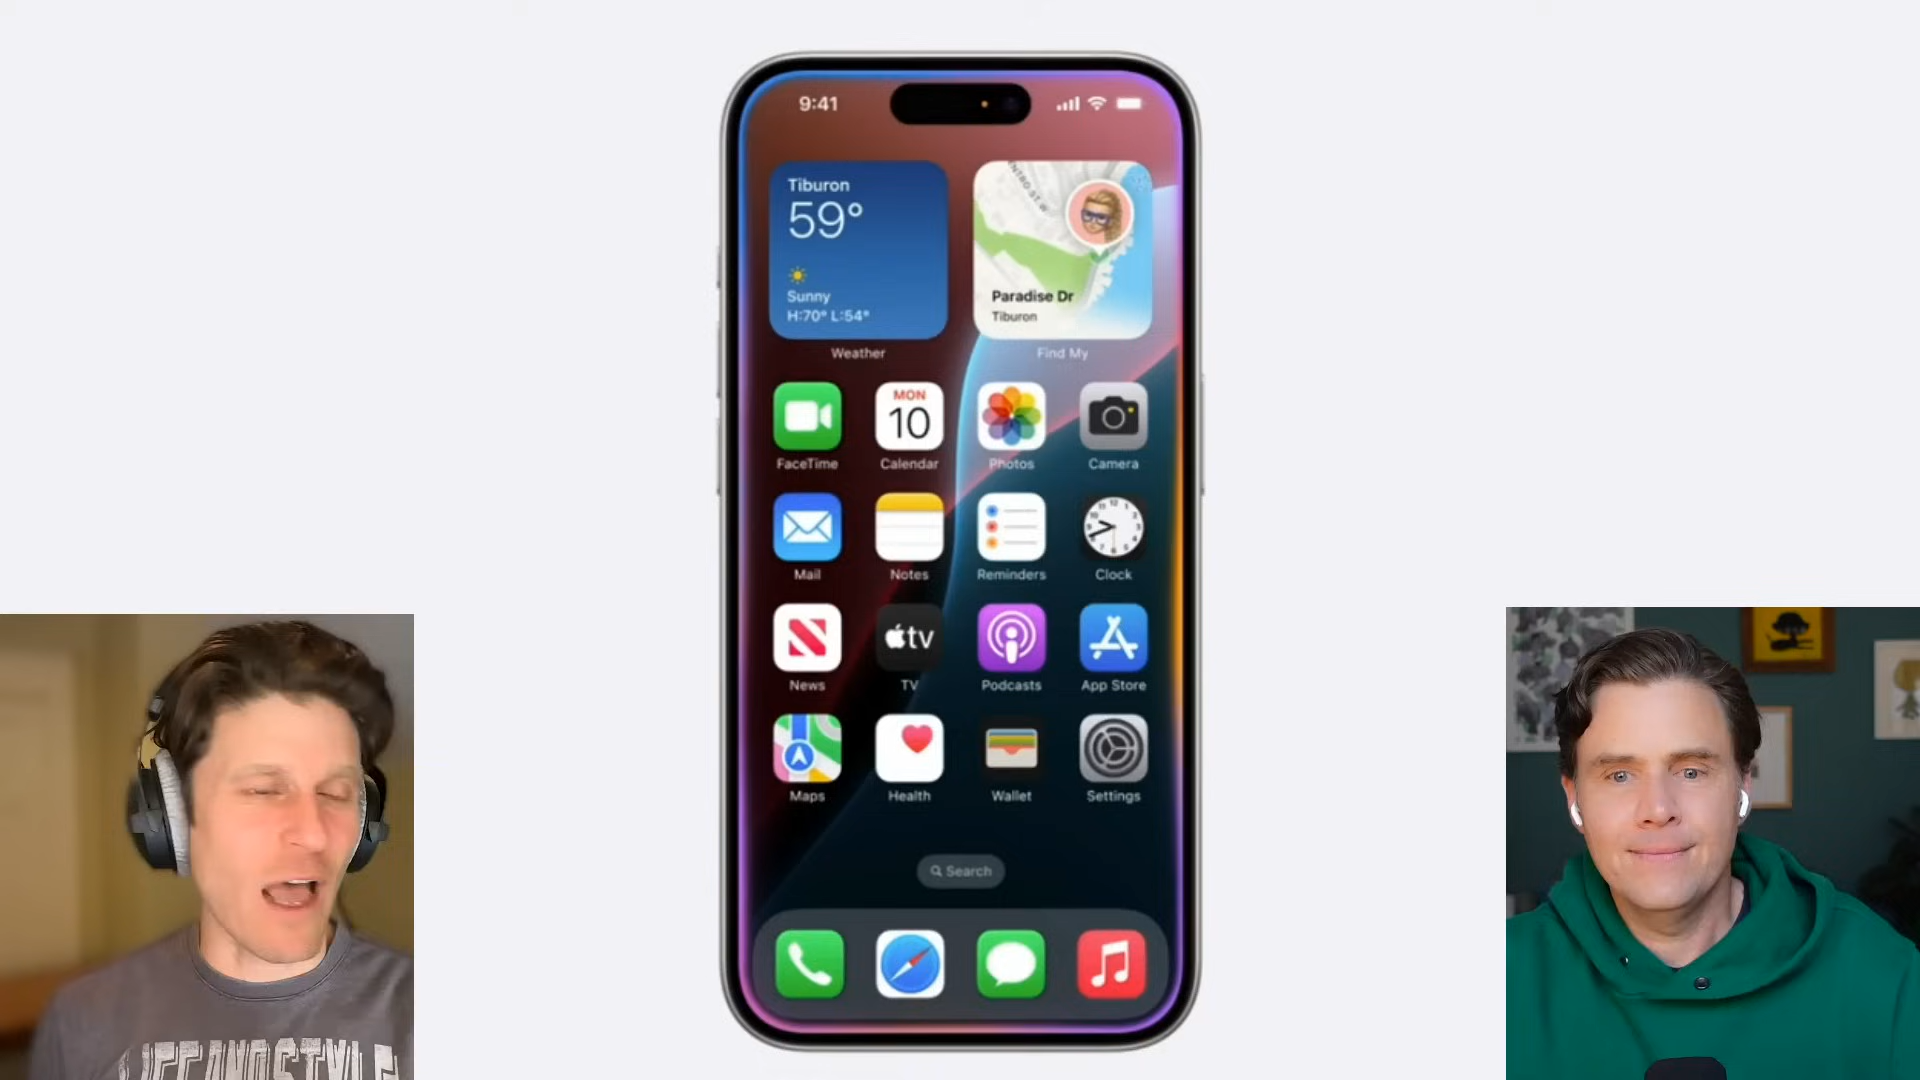 9:41
Tiburon
59°
Sunny
H:70° L:54°
Weather
Paradise Dr
Tiburon
Find My
FaceTime
MON
10
Calendar
Photos
Camera
Mail
Notes
Reminders
Clock
News
tv
TV
Podcasts
App Store
Maps
Health
Wallet
Settings
Search
LIFEANDSTYLE